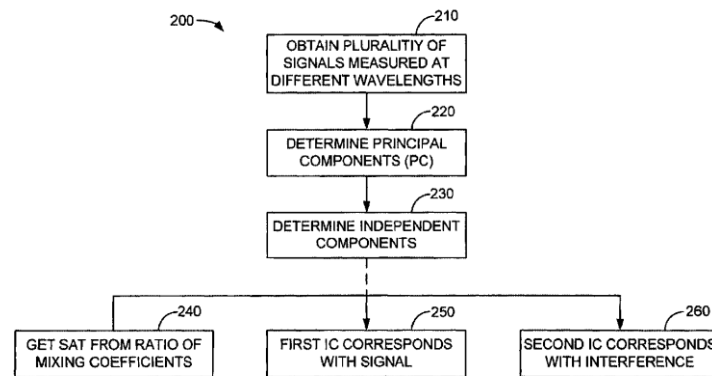 200
210
OBTAIN PLURALITIY OF
SIGNALS MEASURED AT
DIFFERENT WAVELENGTHS
220
DETERMINE PRINCIPAL
COMPONENTS (PC)
230
DETERMINE INDEPENDENT
COMPONENTS
240
GET SAT FROM RATIO OF
MIXING COEFFICIENTS
250
FIRST IC CORRESPONDS
WITH SIGNAL
260
SECOND IC CORRESPONDS
WITH INTERFERENCE